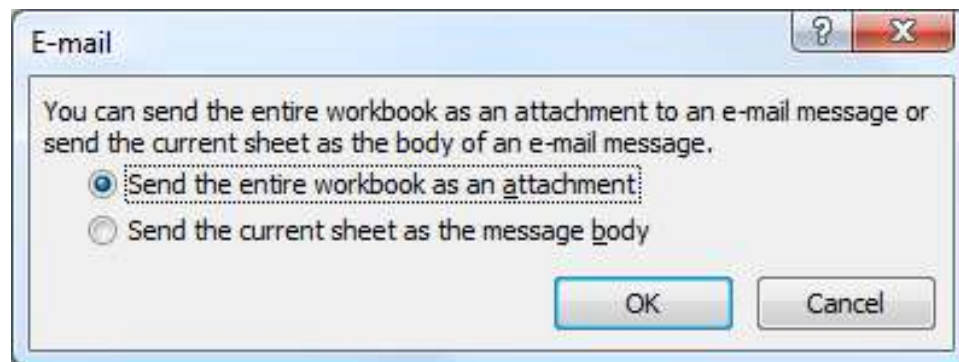 E-mail
?
You can send the entire workbook as an attachment to an e-mail message or
send the current sheet as the body of an e-mail message.
Send the entire workbook as an attachment
Send the current sheet as the message body
OK Cancel